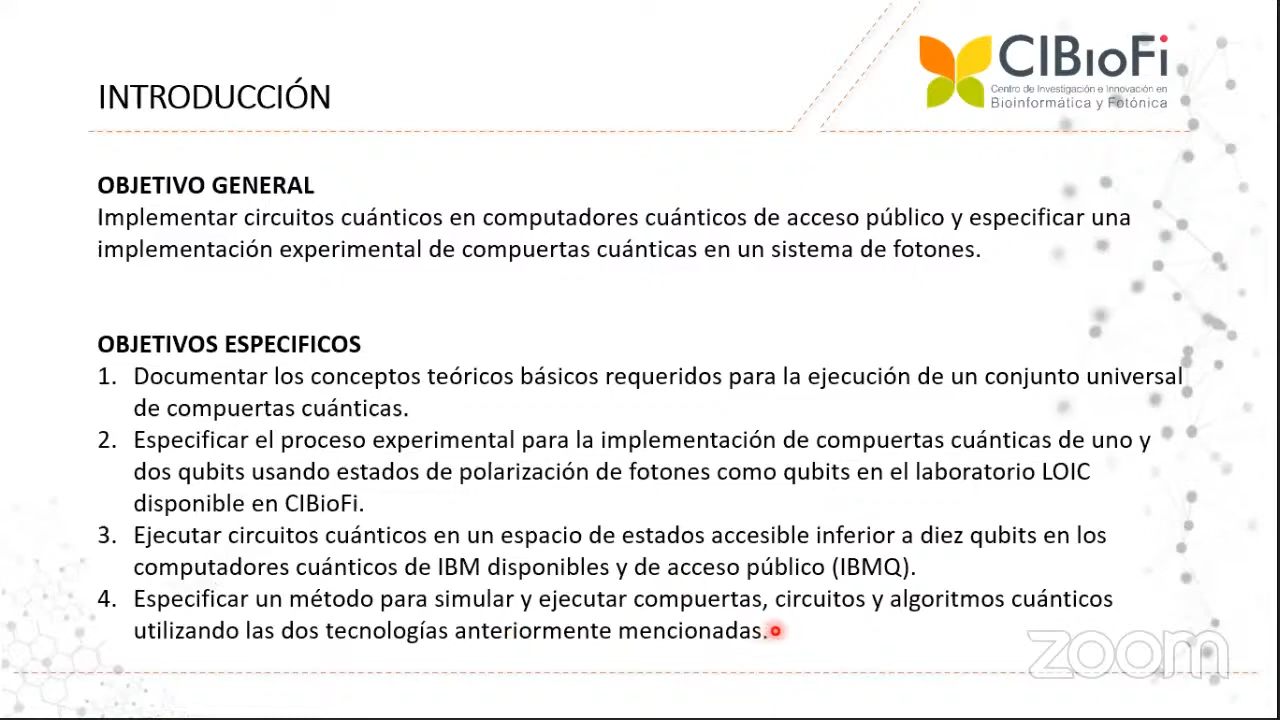 CIBioFi
Centro de Investigación e Innovación en
Bioinformática y Fotónica
INTRODUCCIÓN
OBJETIVO GENERAL
Implementar circuitos cuánticos en computadores cuánticos de acceso público y especificar una
implementación experimental de compuertas cuánticas en un sistema de fotones.
OBJETIVOS ESPECIFICOS
1. Documentar los conceptos teóricos básicos requeridos para la ejecución de un conjunto universal
de compuertas cuánticas.
2. Especificar el proceso experimental para la implementación de compuertas cuánticas de uno y
dos qubits usando estados de polarización de fotones como qubits en el laboratorio LOIC
disponible en CIBioFi.
3. Ejecutar circuitos cuánticos en un espacio de estados accesible inferior a diez qubits en los
computadores cuánticos de IBM disponibles y de acceso público (IBMQ).
4. Especificar un método para simular y ejecutar compuertas, circuitos y algoritmos cuánticos
utilizando las dos tecnologías anteriormente mencionadas.
zoom